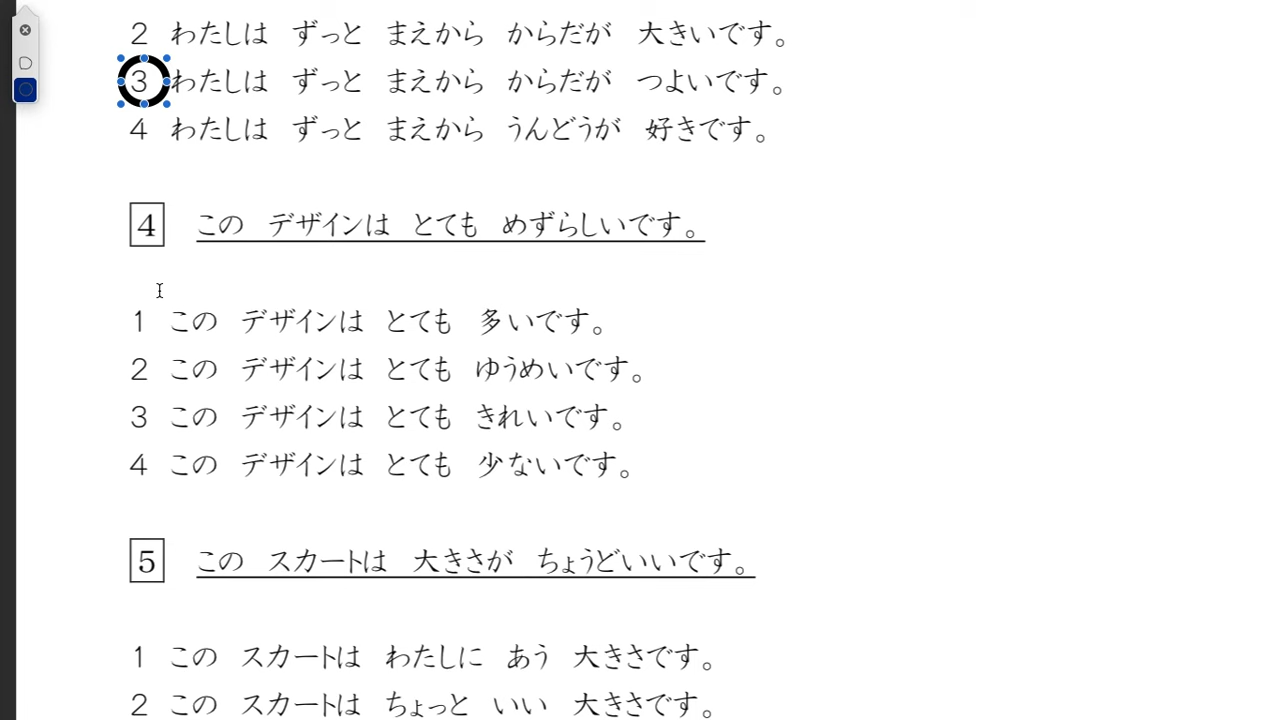 2 わたしは ずっと まえから からだが 大きいです。
3 わたしは ずっと まえから からだが つよいです。
4 わたしは ずっと まえから うんどうが 好きです。
4 この デザインは とても めずらしいです。
1 この デザインは とても 多いです。
2 この デザインは とても ゆうめいです。
3 この デザインは とても きれいです。
4 この デザインは とても 少ないです。
5 この スカートは 大きさが ちょうどいいです。
1 この スカートは わたしに あう 大きさです。
2 この スカートは ちょっと いい 大きさです。